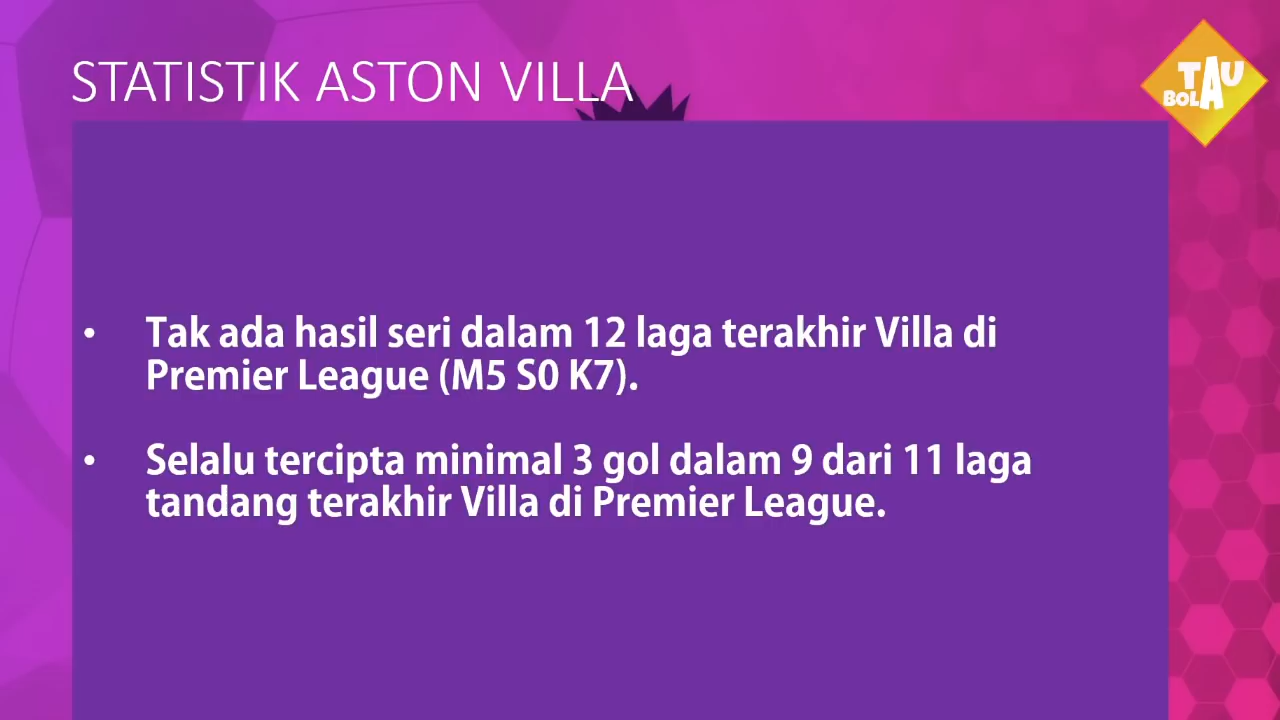 STATISTIK ASTON VILLA
TAU
BOLA
• Tak ada hasil seri dalam 12 laga terakhir Villa di
Premier League (M5 S0 K7).
• Selalu tercipta minimal 3 gol dalam 9 dari 11 laga
tandang terakhir Villa di Premier League.